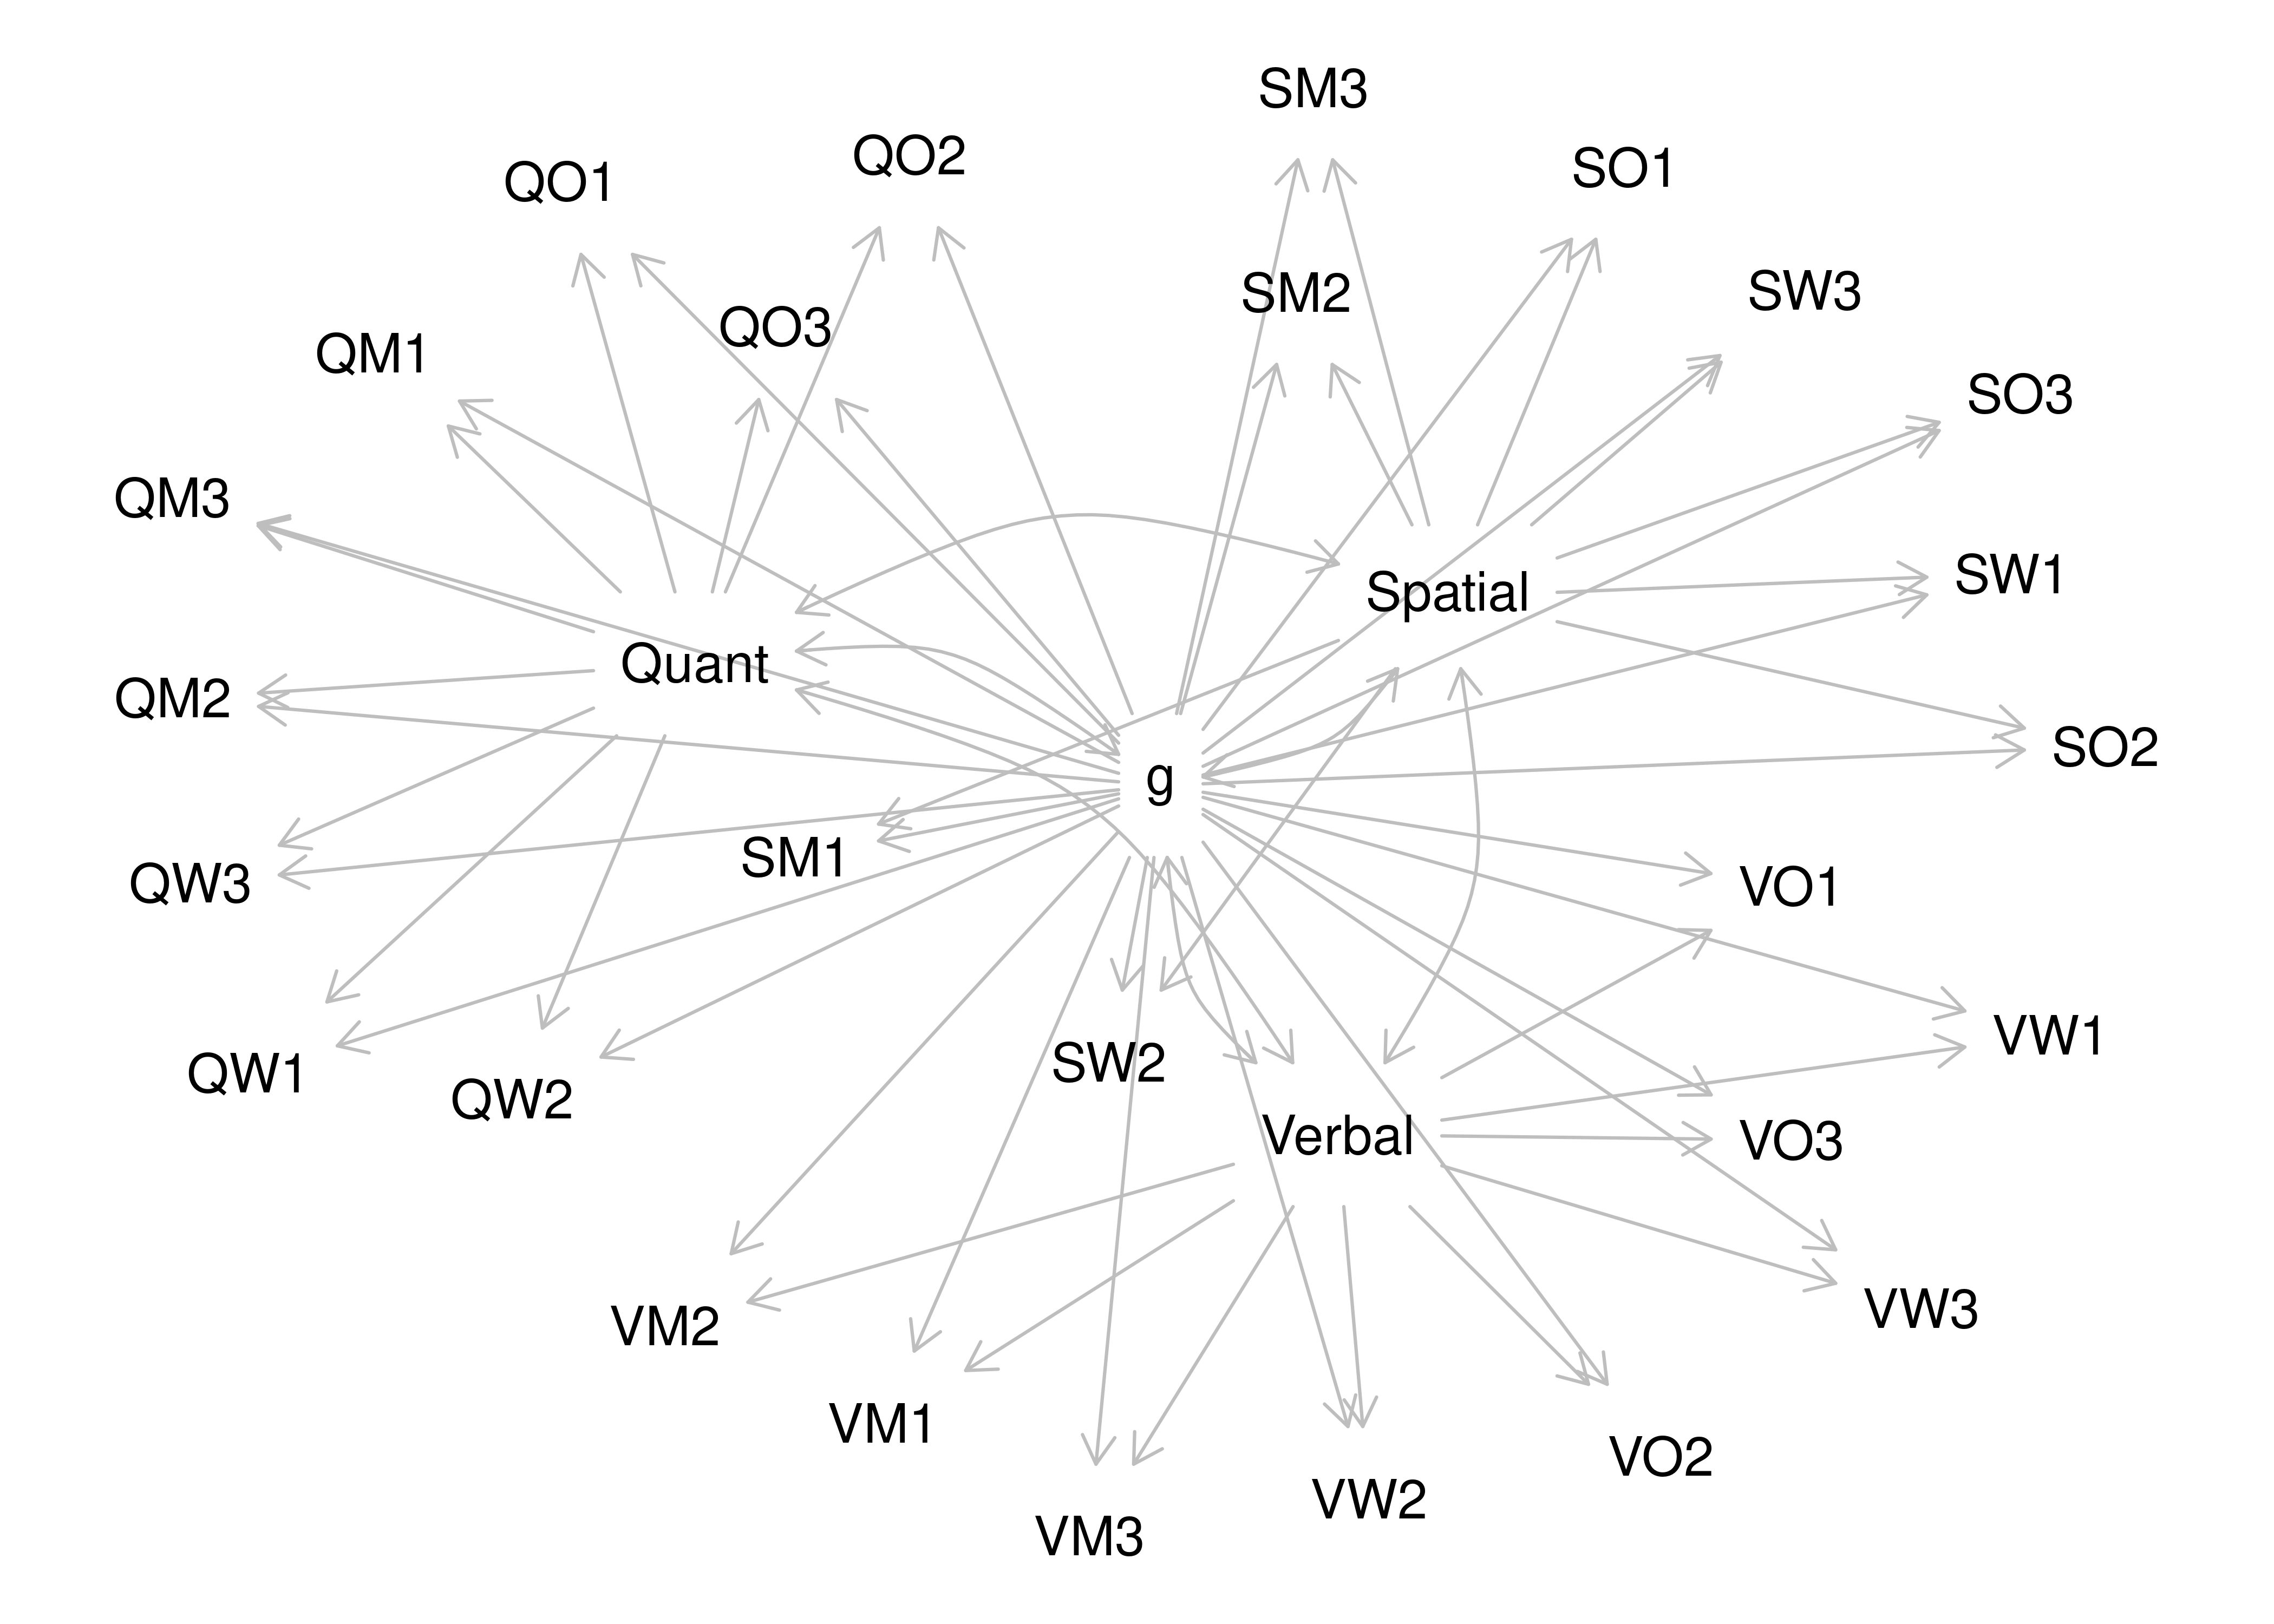 SM3
QO2
SO1
QO1
SM2
SW3
QO3
QM1
SO3
QM3
SW1
Spatial
Quant
QM2
SO2
g
SM1
QW3
VO1
VW1
SW2
QW1
QW2
Verbal
VO3
VW3
VM2
VM1
VO2
VW2
VM3